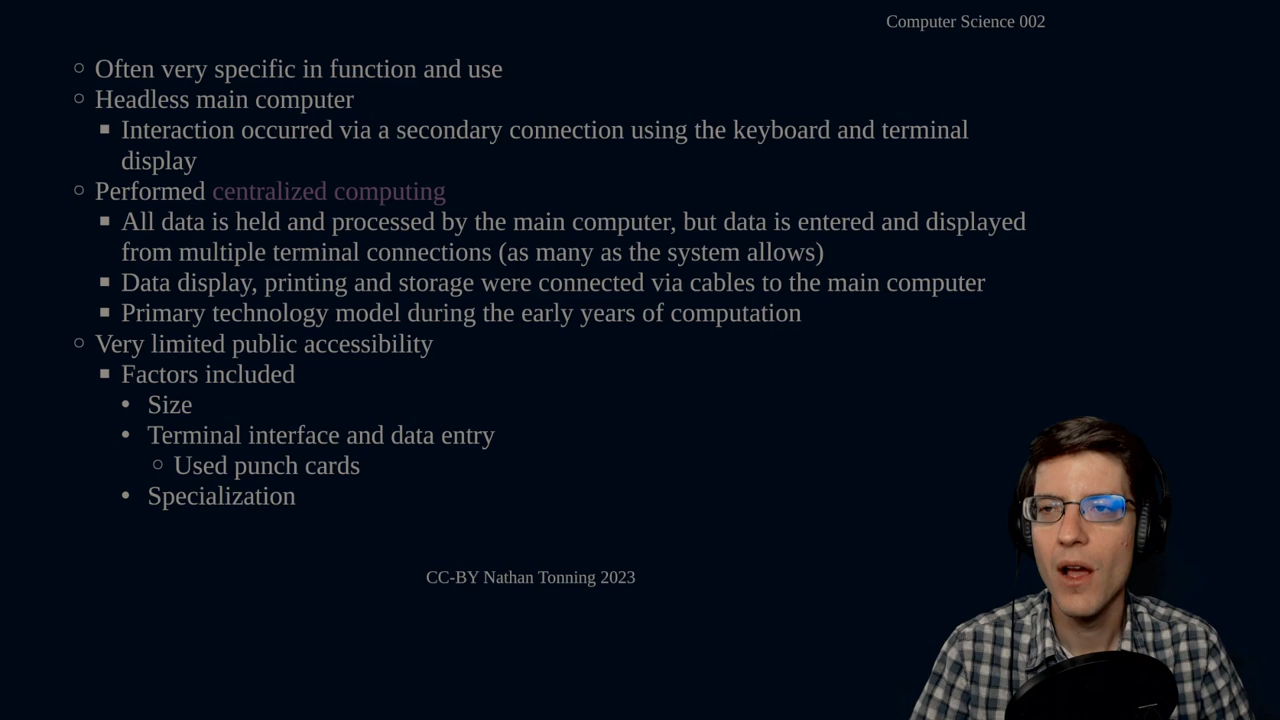 Computer Science 002
Often very specific in function and use
Headless main computer
Interaction occurred via a secondary connection using the keyboard and terminal
display
Performed centralized computing
All data is held and processed by the main computer, but data is entered and displayed
from multiple terminal connections (as many as the system allows)
Data display, printing and storage were connected via cables to the main computer
Primary technology model during the early years of computation
Very limited public accessibility
Factors included
Size
Terminal interface and data entry
Used punch cards
Specialization
CC-BY Nathan Tonning 2023